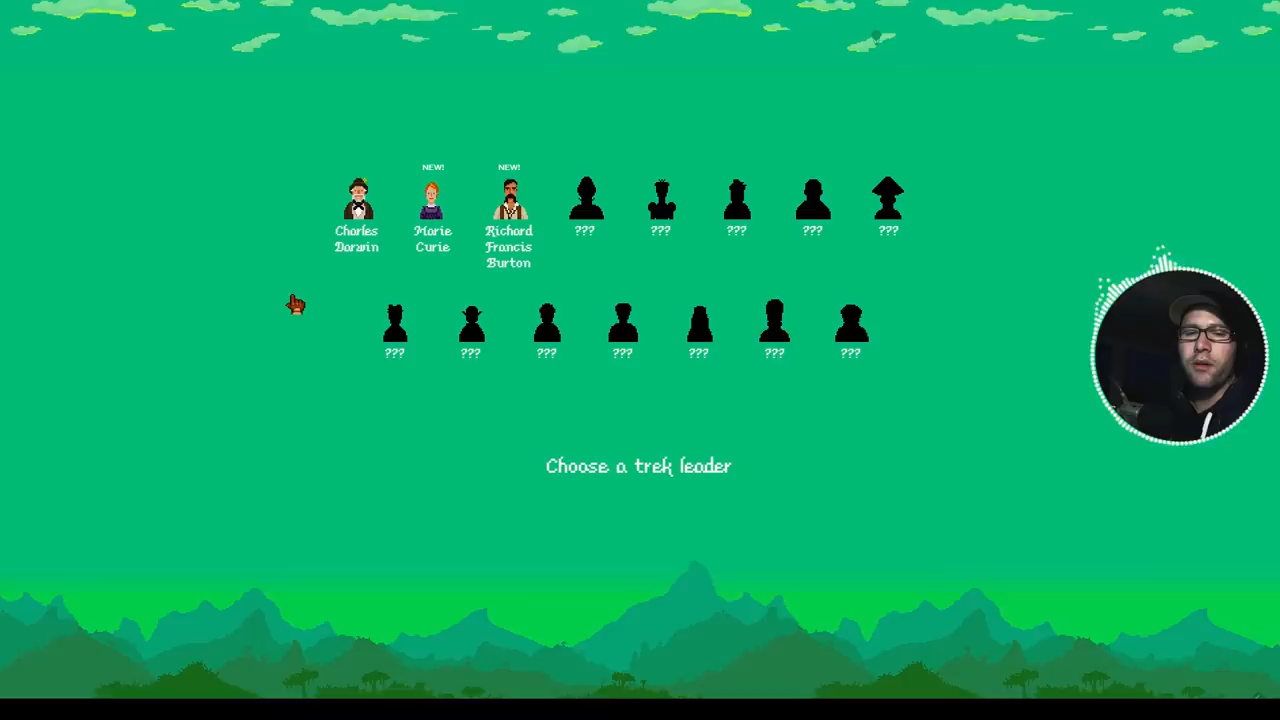 NEW! NEW!
Charles Marie Richard ??? ??? ??? ??? ???
Darwin Curie Francis
Burton
??? ??? ??? ??? ??? ??? ???
Choose a trek leader